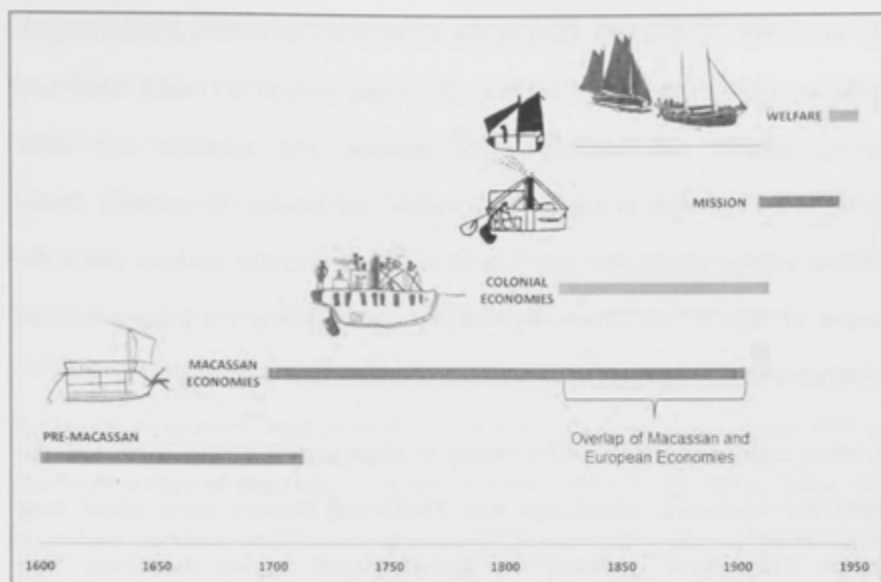 WELFARE
MISSION
COLONIAL
ECONOMIES
MACASSAN
ECONOMIES
PRE-MACASSAN
Overlap of Macassan and
European Economies
1600 1650 1700 1750 1800 1850 1900 1950